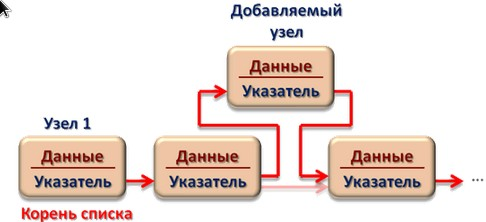 Добавляемый
узел
Данные
Указатель
Узел 1
Данные
Указатель
Данные
Указатель
Данные
Указатель
...
Корень списка